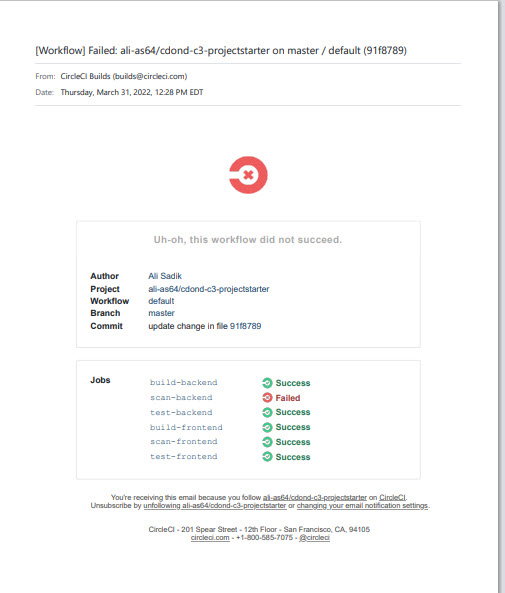 [Workflow] Failed: ali-as64/cdond-c3-projectstarter on master / default (91f8789)
From: CircleCI Builds (builds@circleci.com)
Date: Thursday, March 31, 2022, 12:28 PM EDT
Uh-oh, this workflow did not succeed.
Author Ali Sadik
Project ali-as64/cdond-c3-projectstarter
Workflow default
Branch master
Commit update change in file 91f8789
Jobs build-backend Success
scan-backend Failed
test-backend Success
build-frontend Success
scan-frontend Success
test-frontend Success
You're receiving this email because you follow ali-as64/cdond-c3-projectstarter on CircleCI.
Unsubscribe by unfollowing ali-as64/cdond-c3-projectstarter or changing your email notification settings.
CircleCI - 201 Spear Street - 12th Floor - San Francisco, CA, 94105
circleci.com - +1-800-585-7075 - @circleci